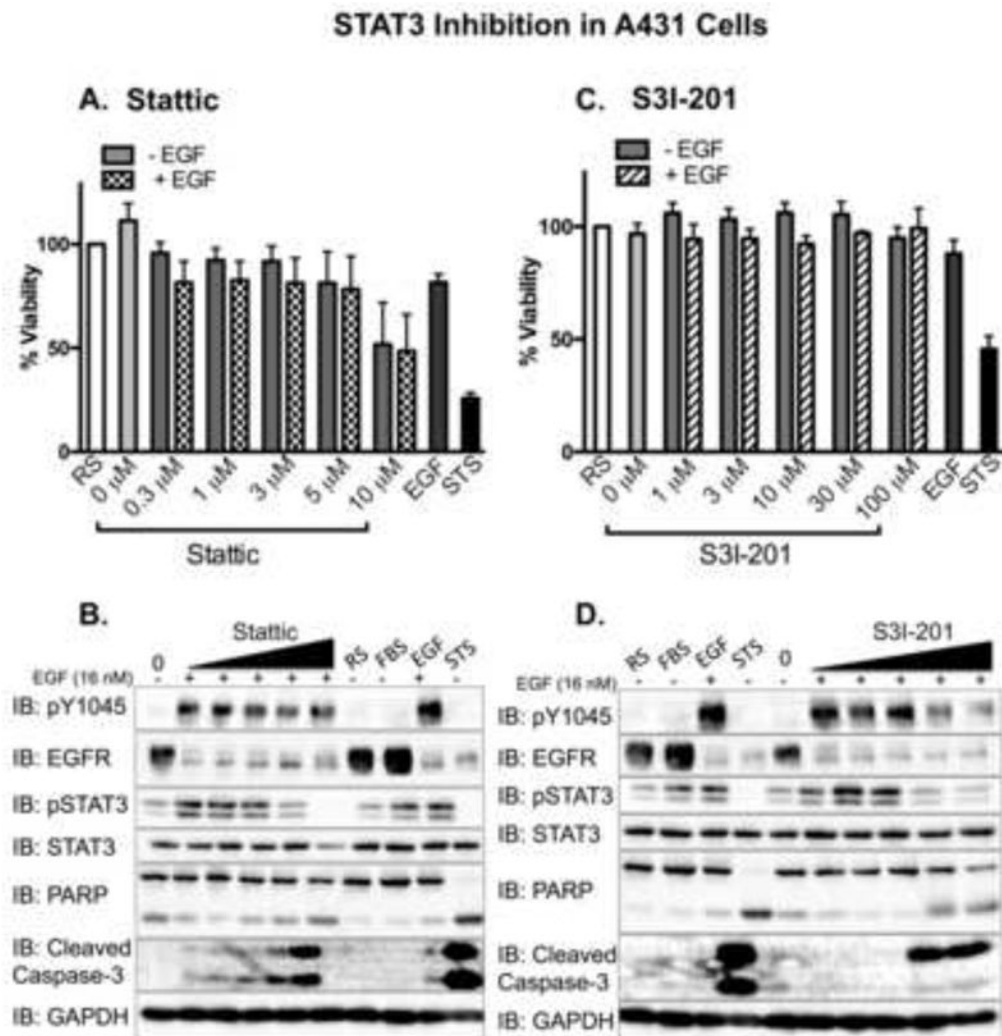 STAT3 Inhibition in A431 Cells
A. Stattic
- EGF
+ EGF
% Viability
100
50
0
RS
0 µM
0.3 µM
1 µM
3 µM
5 µM
10 µM
EGF
STS
Stattic
C. S3I-201
- EGF
+ EGF
% Viability
100
50
0
RS
0 µM
1 µM
3 µM
10 µM
30 µM
100 µM
EGF
STS
S3I-201
B.
Stattic
0 RS FBS EGF STS
EGF (16 nM) - + + + + + - - + -
IB: pY1045
IB: EGFR
IB: pSTAT3
IB: STAT3
IB: PARP
IB: Cleaved
Caspase-3
IB: GAPDH
D.
S3I-201
RS FBS EGF STS 0
EGF (16 nM) - - + - - + + + + +
IB: pY1045
IB: EGFR
IB: pSTAT3
IB: STAT3
IB: PARP
IB: Cleaved
Caspase-3
IB: GAPDH